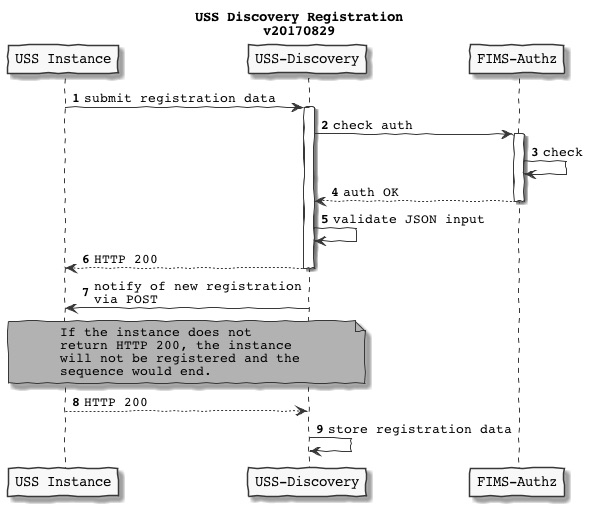 USS Discovery Registration
v20170829
USS Instance
USS-Discovery
FIMS-Authz
1 submit registration data
2 check auth
3 check
4 auth OK
5 validate JSON input
6 HTTP 200
7 notify of new registration
via POST
If the instance does not
return HTTP 200, the instance
will not be registered and the
sequence would end.
8 HTTP 200
9 store registration data
USS Instance
USS-Discovery
FIMS-Authz